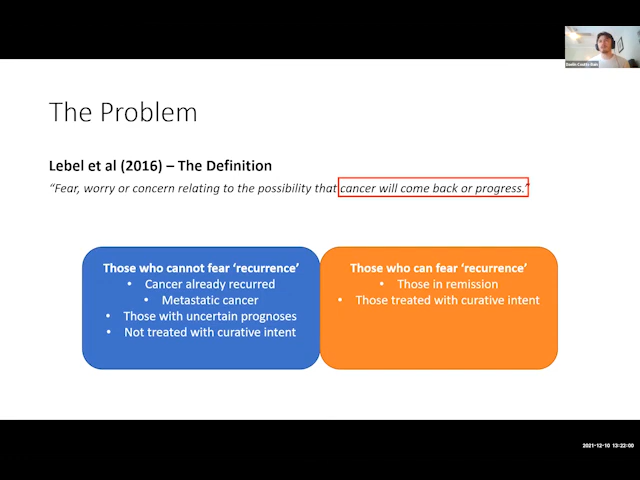 The Problem
Lebel et al (2016) – The Definition
“Fear, worry or concern relating to the possibility that cancer will come back or progress.”
Those who cannot fear ‘recurrence’
• Cancer already recurred
• Metastatic cancer
• Those with uncertain prognoses
• Not treated with curative intent
Those who can fear ‘recurrence’
• Those in remission
• Those treated with curative intent
2021-12-10 13:22:00